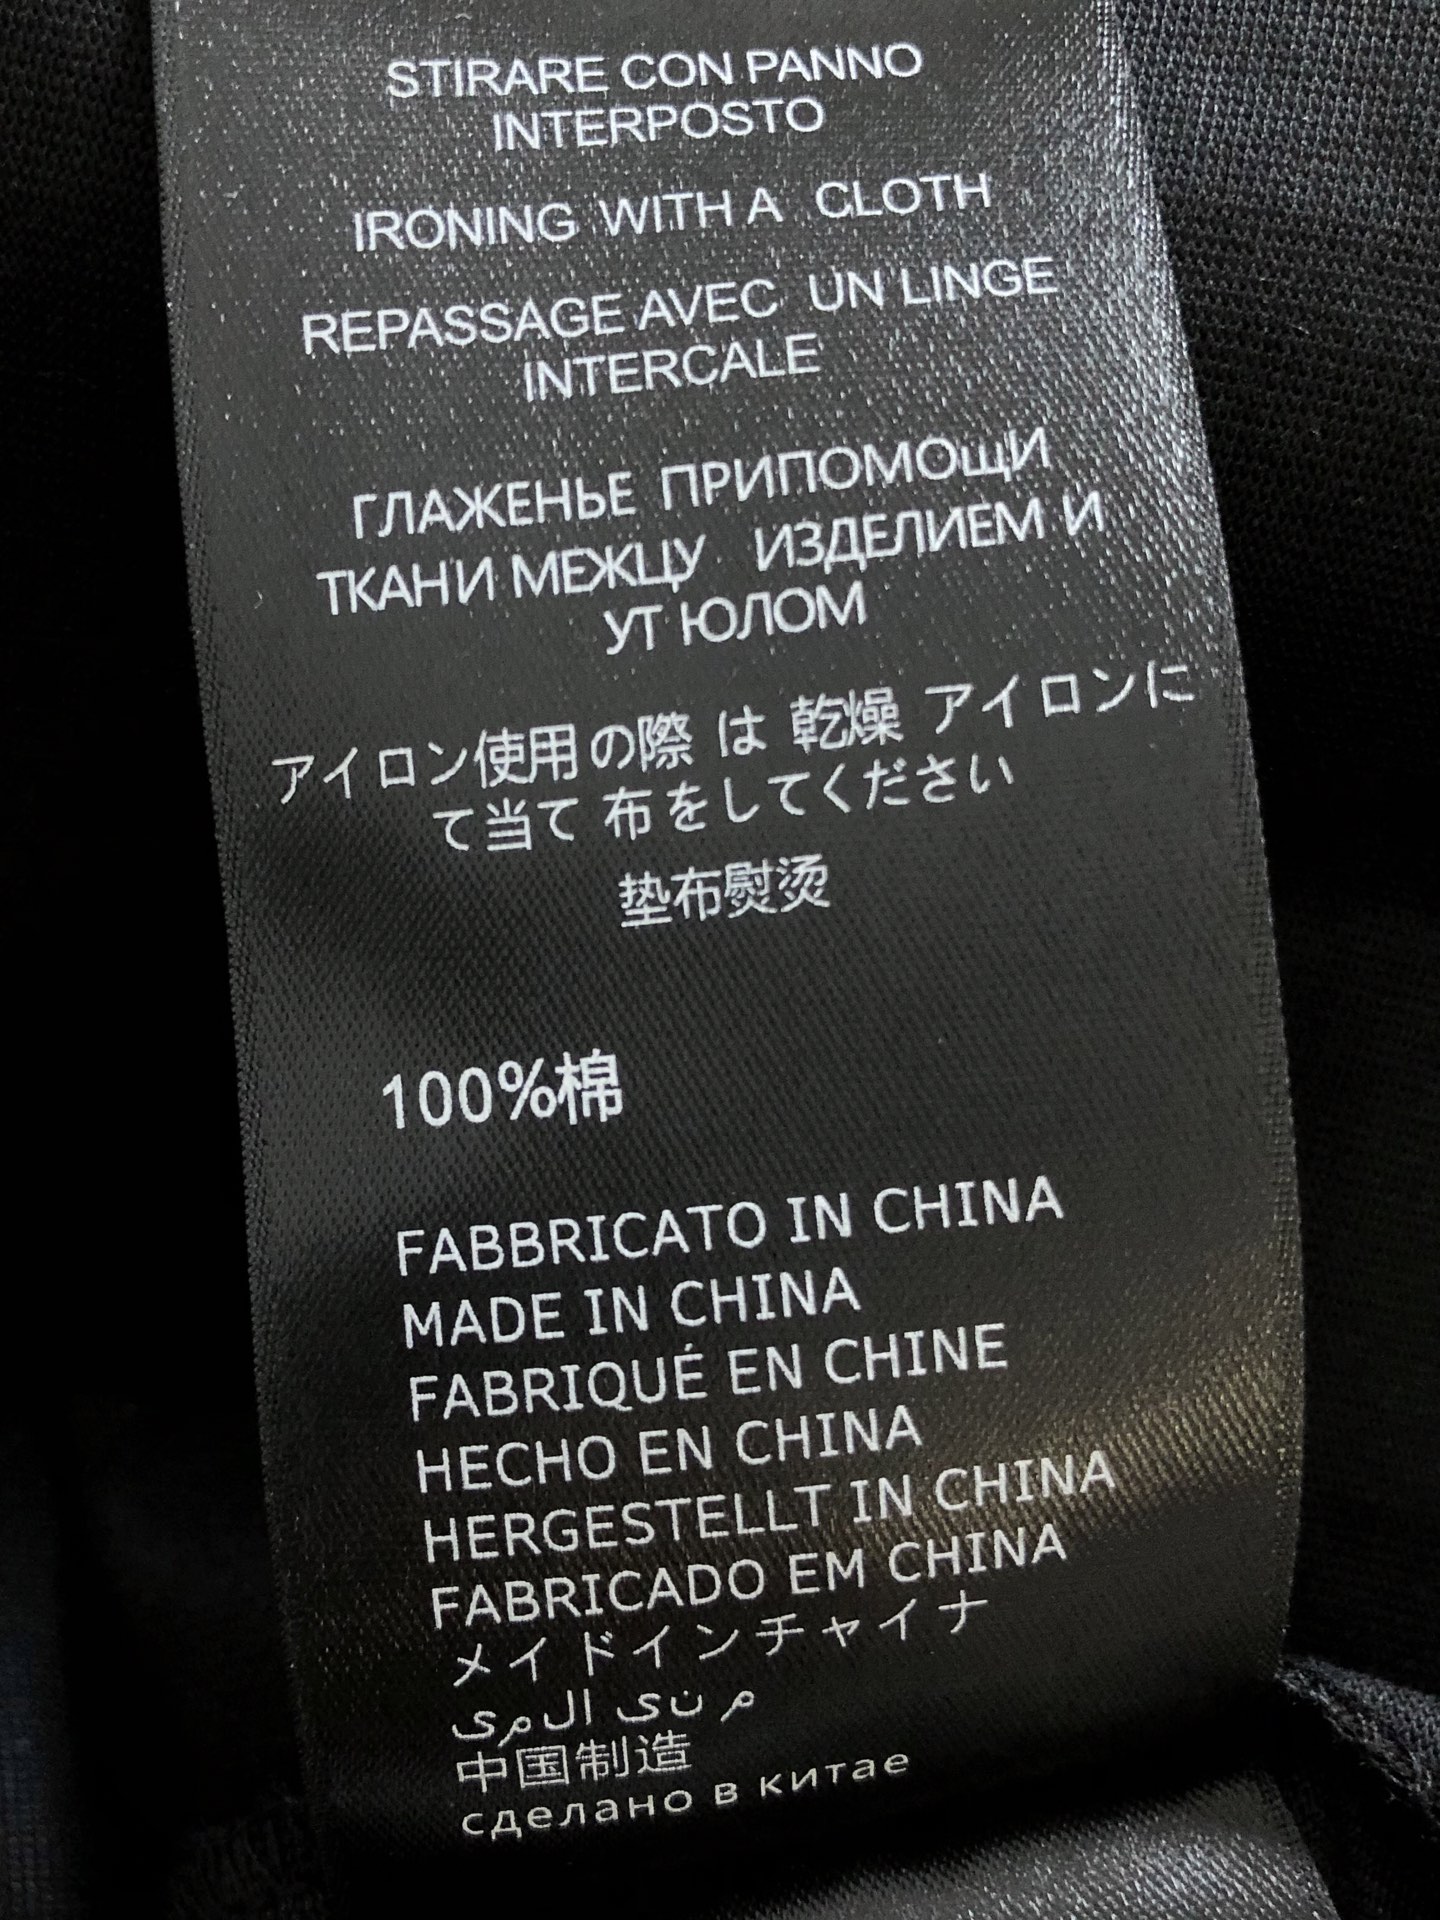 STIRARE CON PANNO
INTERPOSTO
IRONING WITH A CLOTH
REPASSAGE AVEC UN LINGE
INTERCALE
ГЛАЖЕНЬЕ ПРИПОМОЩИ
ТКАНИ МЕЖЦУ ИЗДЕЛИЕМ И
УТ ЮЛОМ
アイロン使用の際 は 乾燥 アイロンに
て当て 布をしてください
垫布熨烫
100%棉
FABBRICATO IN CHINA
MADE IN CHINA
FABRIQUÉ EN CHINE
HECHO EN CHINA
HERGESTELLT IN CHINA
FABRICADO EM CHINA
メイドインチャイナ
م ن ی ال م ی
中国制造
сделано в китае